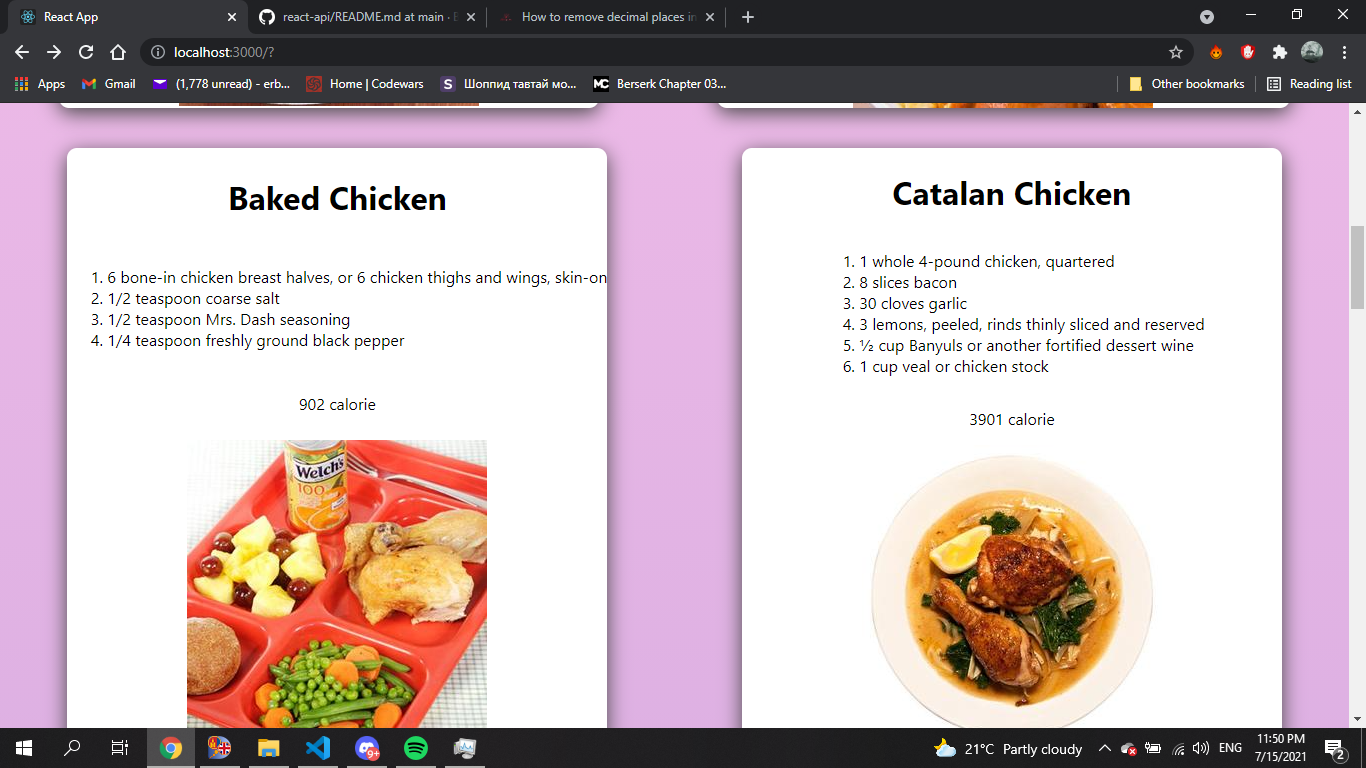 React App
react-api/README.md at main · E
How to remove decimal places in
localhost:3000/?
Apps
Gmail
(1,778 unread) - erb...
Home | Codewars
Шоппид тавтай мо...
Berserk Chapter 03...
Other bookmarks
Reading list
Baked Chicken
1. 6 bone-in chicken breast halves, or 6 chicken thighs and wings, skin-on
2. 1/2 teaspoon coarse salt
3. 1/2 teaspoon Mrs. Dash seasoning
4. 1/4 teaspoon freshly ground black pepper
902 calorie
Welch's
100
Catalan Chicken
1. 1 whole 4-pound chicken, quartered
2. 8 slices bacon
3. 30 cloves garlic
4. 3 lemons, peeled, rinds thinly sliced and reserved
5. ½ cup Banyuls or another fortified dessert wine
6. 1 cup veal or chicken stock
3901 calorie
9+
21°C Partly cloudy
ENG
11:50 PM
7/15/2021
2